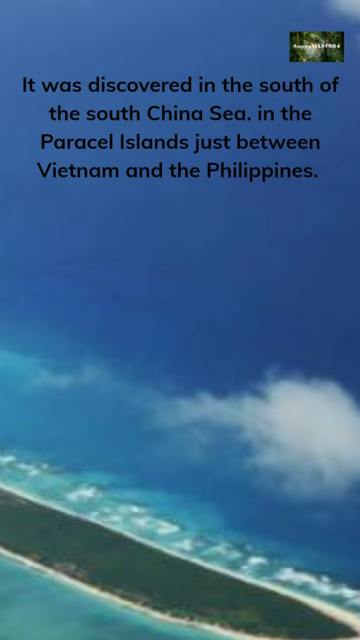 It was discovered in the south of
the south China Sea. in the
Paracel Islands just between
Vietnam and the Philippines.